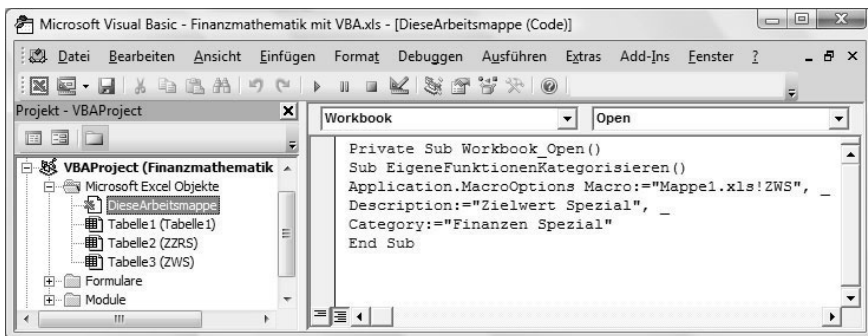 Microsoft Visual Basic - Finanzmathematik mit VBA.xls - [DieseArbeitsmappe (Code)]
Datei Bearbeiten Ansicht Einfügen Format Debuggen Ausführen Extras Add-Ins Fenster ?
Projekt - VBAProject
VBAProject (Finanzmathematik
Microsoft Excel Objekte
DieseArbeitsmappe
Tabelle1 (Tabelle1)
Tabelle2 (ZZRS)
Tabelle3 (ZWS)
Formulare
Module
Workbook
Open
Private Sub Workbook_Open()
Sub EigeneFunktionenKategorisieren()
Application.MacroOptions Macro:="Mappe1.xls!ZWS", _
Description:="Zielwert Spezial", _
Category:="Finanzen Spezial"
End Sub